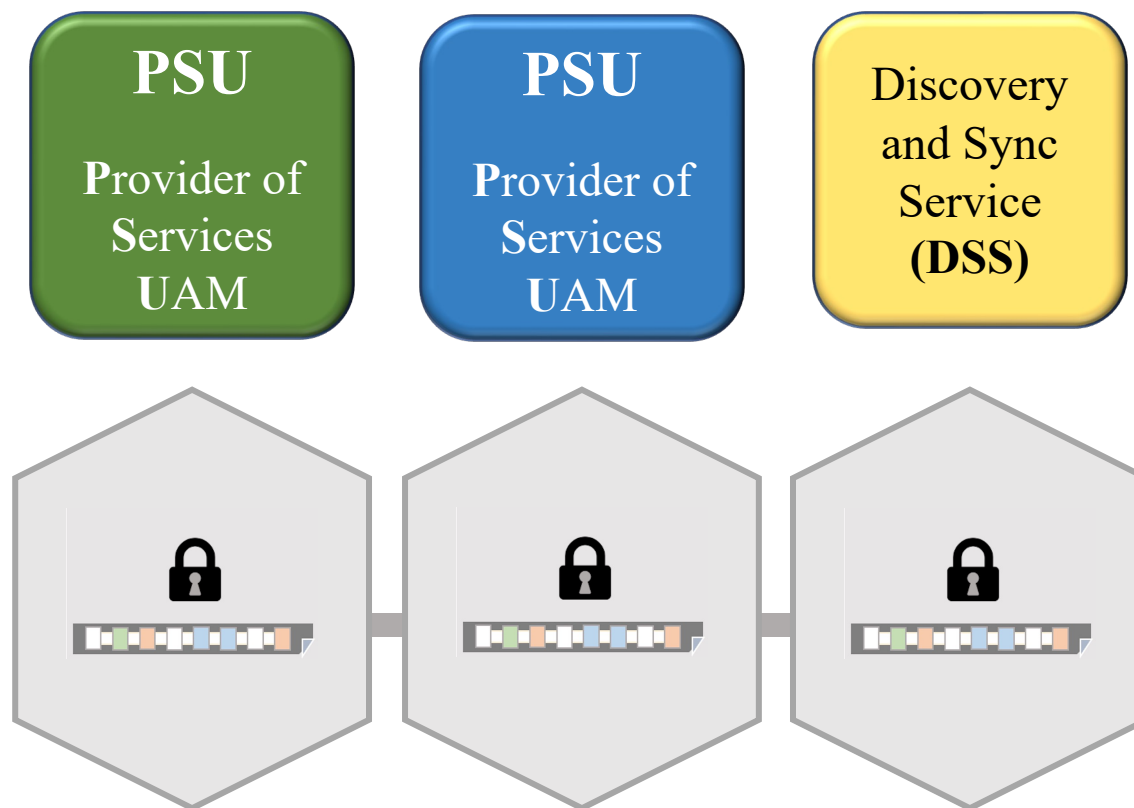 PSU
Provider of
Services
UAM
PSU
Provider of
Services
UAM
Discovery
and Sync
Service
(DSS)